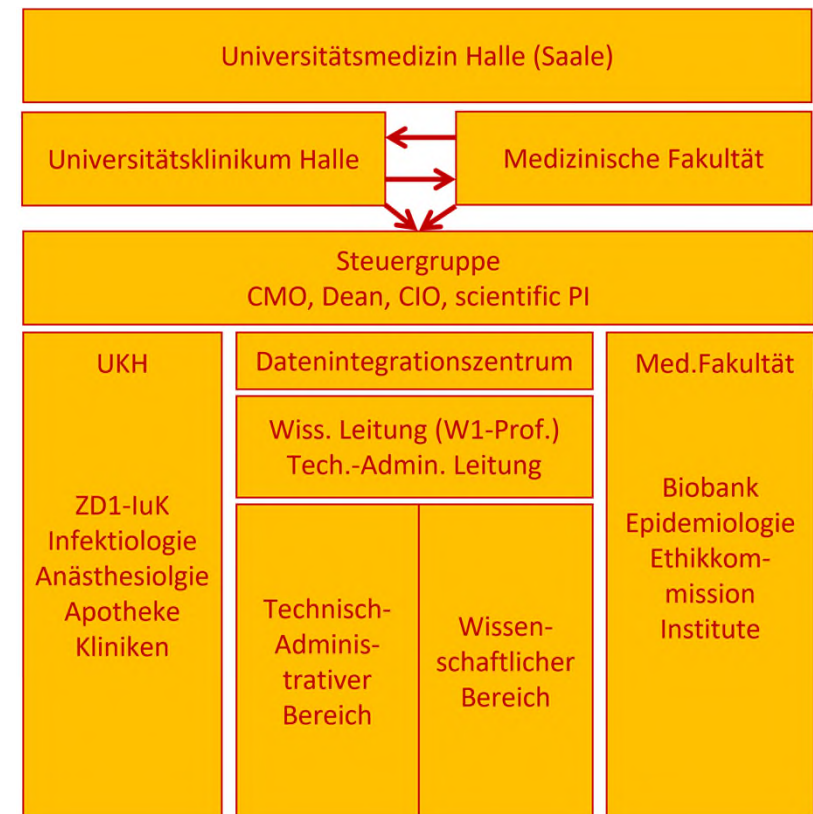 Universitätsmedizin Halle (Saale)
Universitätsklinikum Halle
Medizinische Fakultät
Steuergruppe
CMO, Dean, CIO, scientific PI
UKH
ZD1-IuK
Infektiologie
Anästhesiolgie
Apotheke
Kliniken
Datenintegrationszentrum
Wiss. Leitung (W1-Prof.)
Tech.-Admin. Leitung
Technisch-
Adminis-
trativer
Bereich
Wissen-
schaftlicher
Bereich
Med.Fakultät
Biobank
Epidemiologie
Ethikkom-
mission
Institute